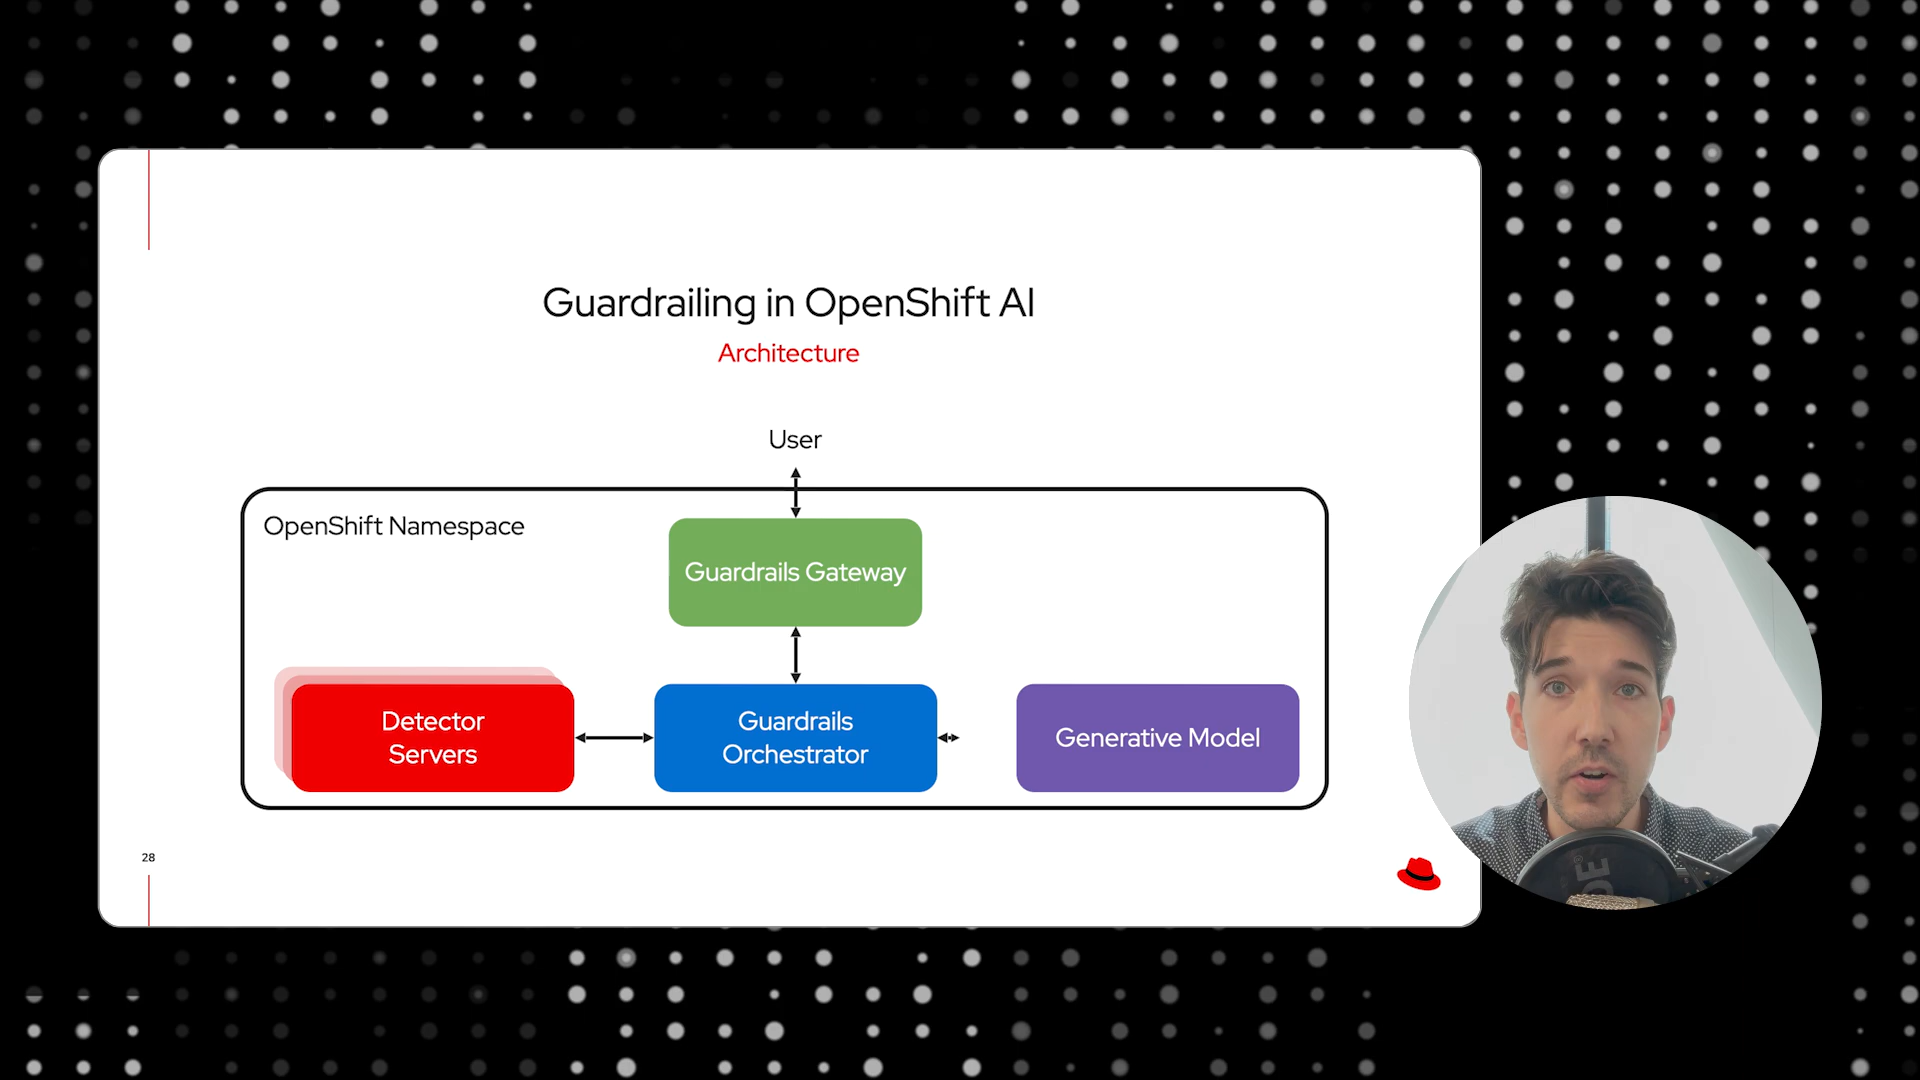 Guardrailing in OpenShift AI
Architecture
User
OpenShift Namespace
Guardrails Gateway
Detector
Servers
Guardrails
Orchestrator
Generative Model
28